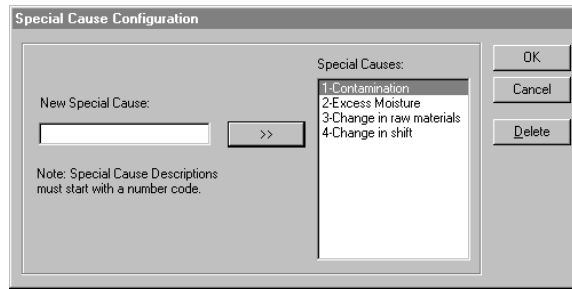 Special Cause Configuration
New Special Cause:
>>
Note: Special Cause Descriptions
must start with a number code.
Special Causes:
1-Contamination
2-Excess Moisture
3-Change in raw materials
4-Change in shift
OK
Cancel
Delete